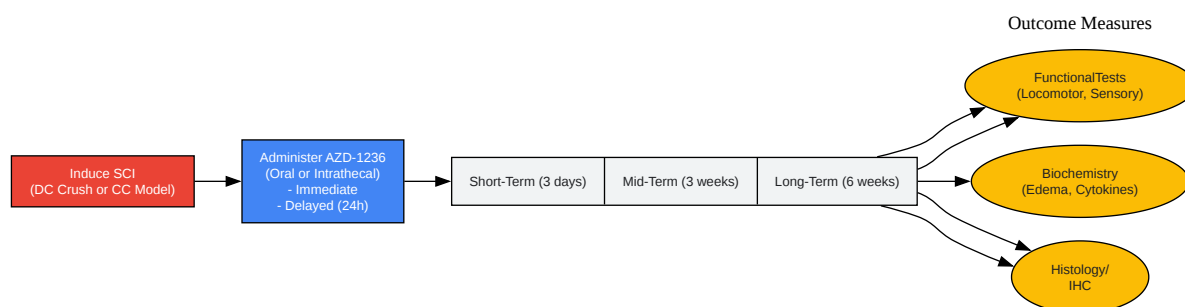 Outcome Measures
Induce SCI
(DC Crush or CC Model)
Administer AZD-1236
(Oral or Intrathecal)
- Immediate
- Delayed (24h)
Short-Term (3 days)
Mid-Term (3 weeks)
Long-Term (6 weeks)
FunctionalTests
(Locomotor, Sensory)
Biochemistry
(Edema, Cytokines)
Histology/
IHC